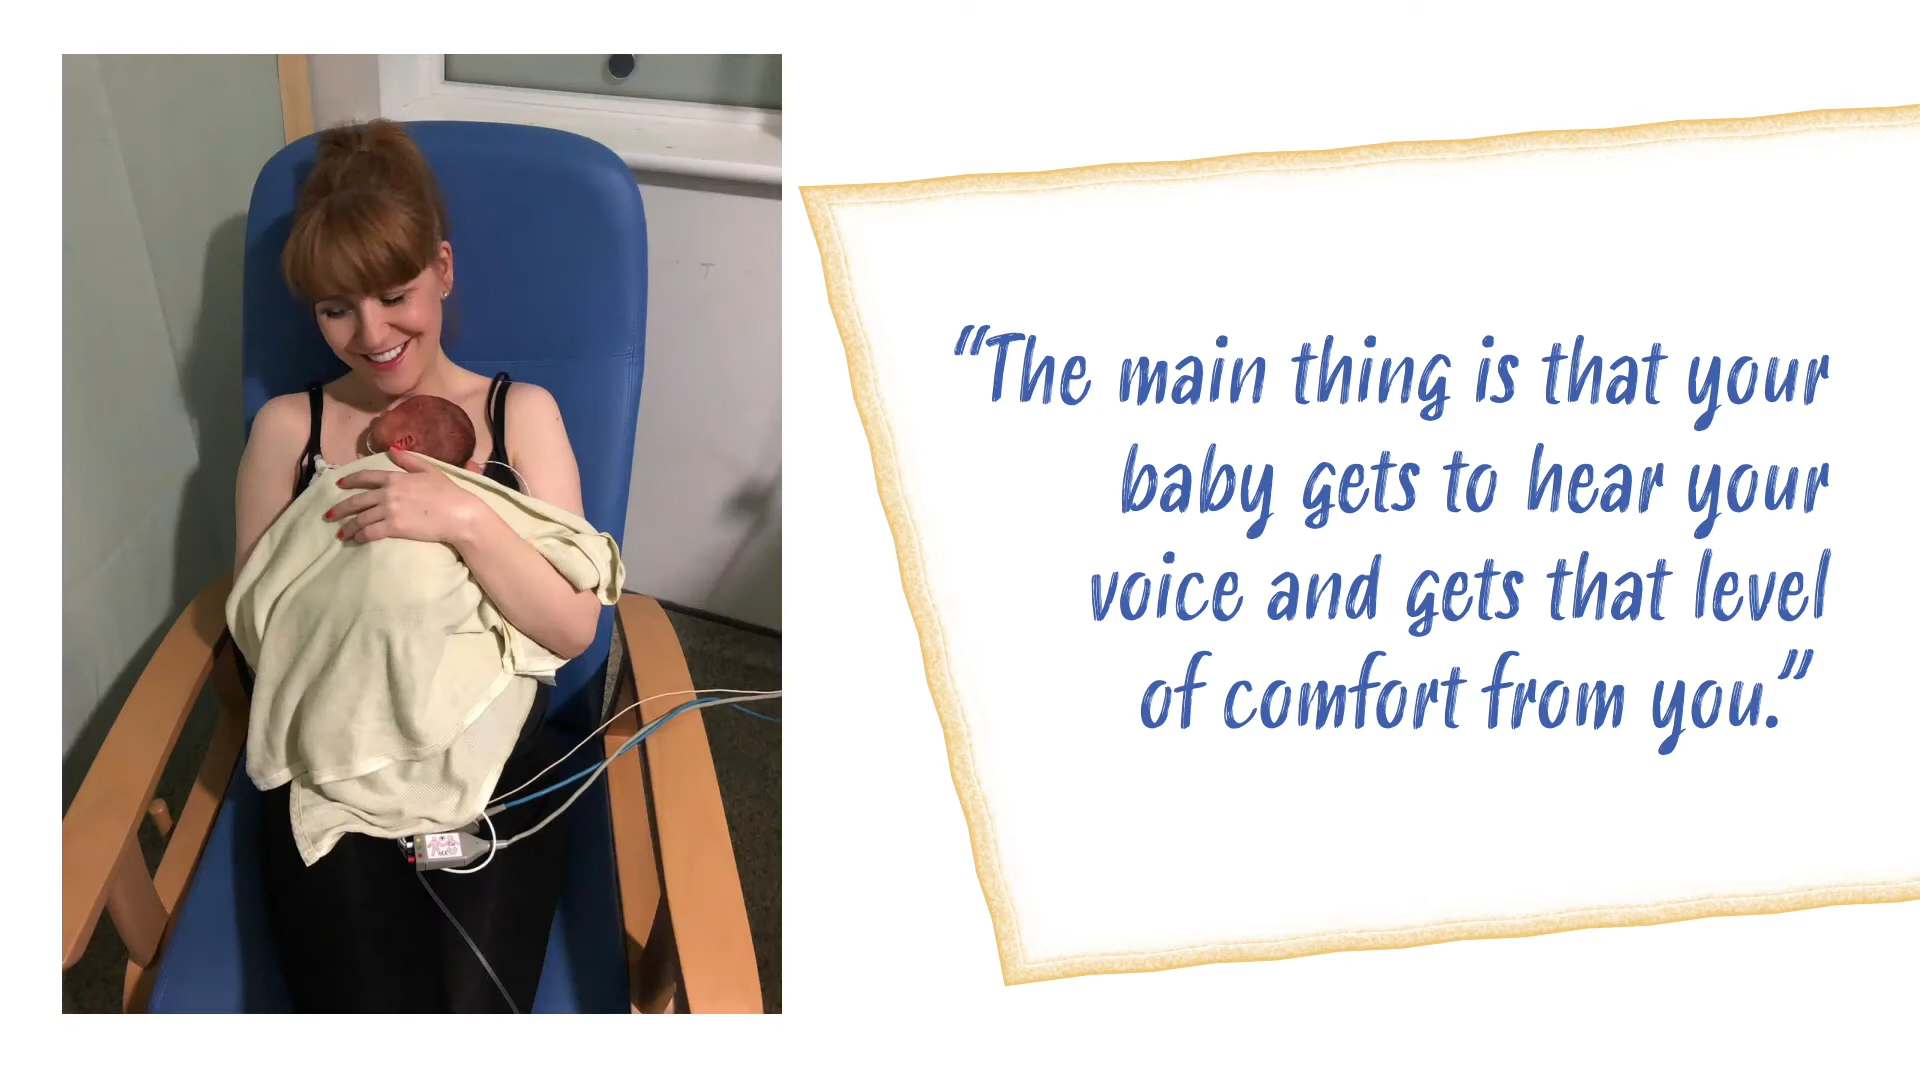 “The main thing is that your
baby gets to hear your
voice and gets that level
of comfort from you.”